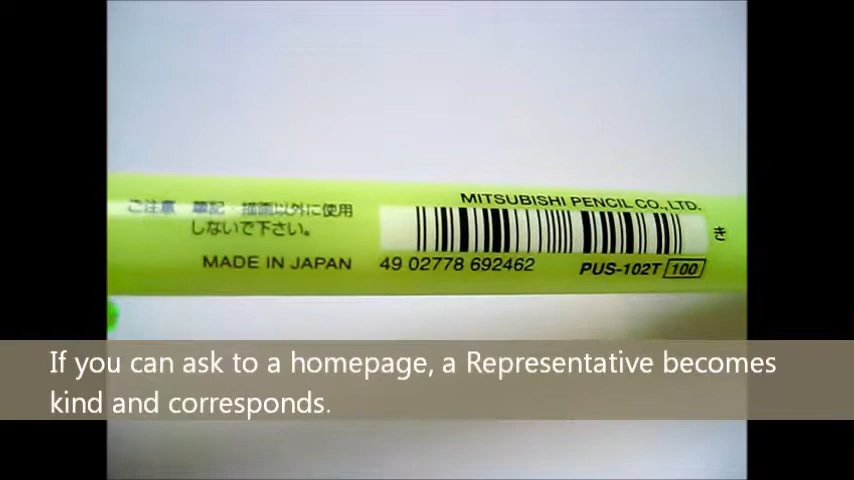 ご注意 筆記・描画以外に使用
しないで下さい。
MADE IN JAPAN
MITSUBISHI PENCIL CO.,LTD.
49 02778 692462
PUS-102T 100
き
If you can ask to a homepage, a Representative becomes
kind and corresponds.